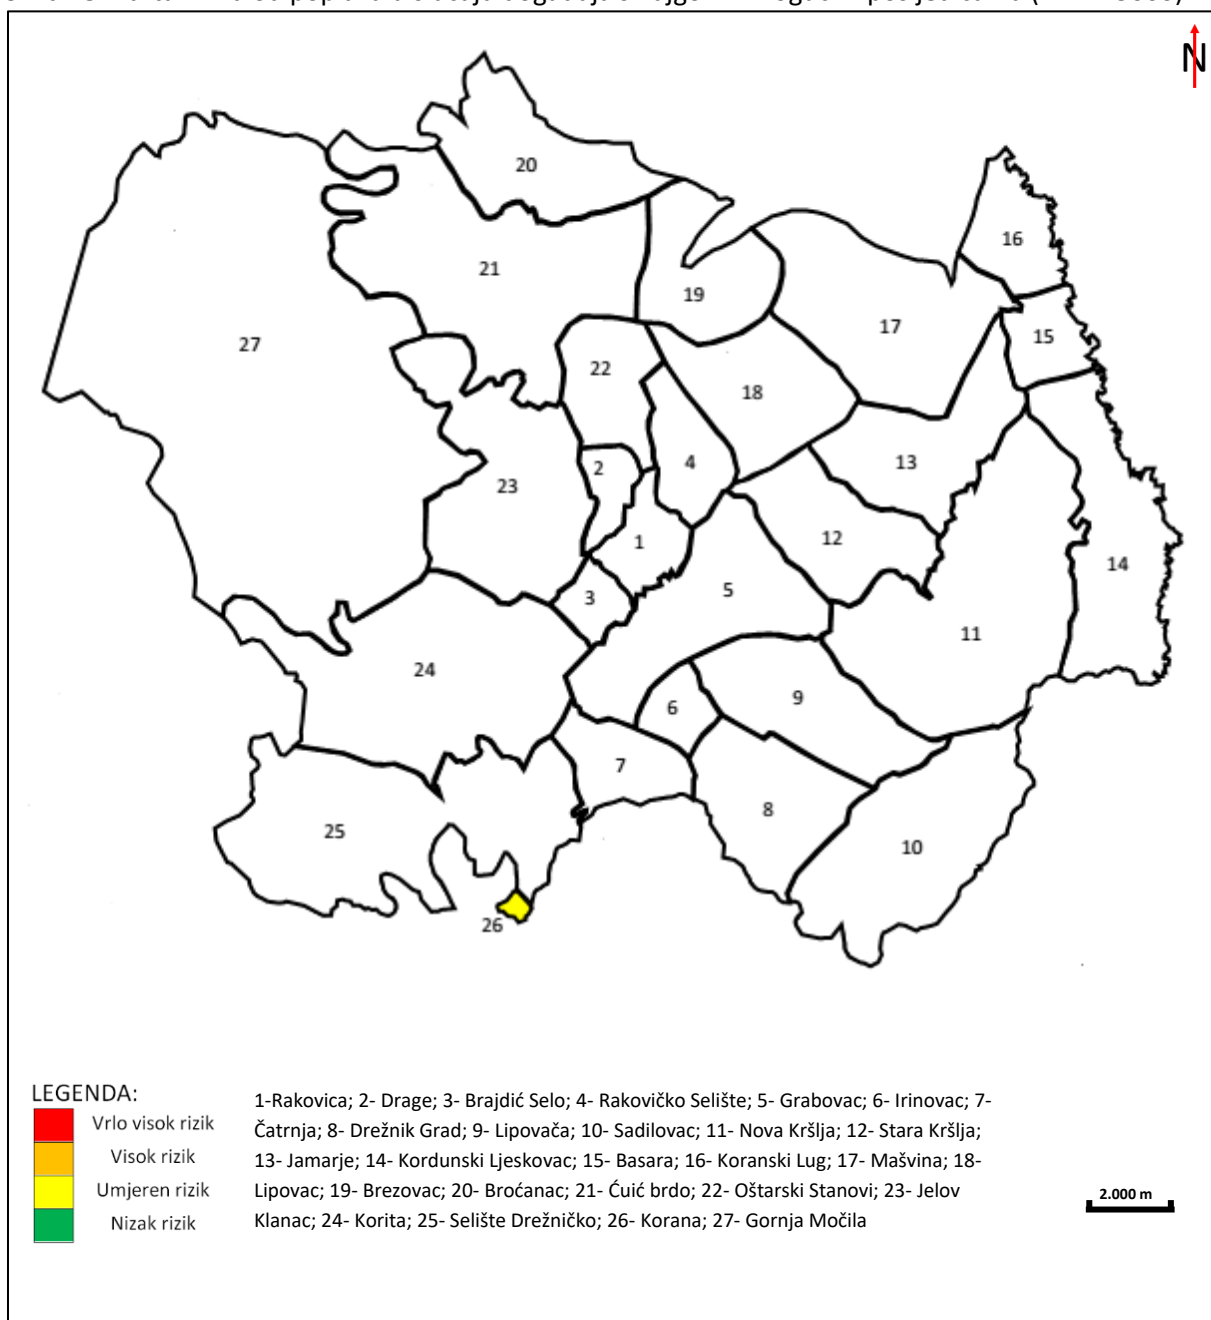 N
20
16
21
19
17
15
27
22
18
4
13
2
23
12
1
14
3
5
11
24
9
6
7
8
25
10
26
LEGENDA:
Vrlo visok rizik
Visok rizik
Umjeren rizik
Nizak rizik
1-Rakovica; 2- Drage; 3- Brajdić Selo; 4- Rakovičko Selište; 5- Grabovac; 6- Irinovac; 7-
Čatrnja; 8- Drežnik Grad; 9- Lipovača; 10- Sadilovac; 11- Nova Kršlja; 12- Stara Kršlja;
13- Jamarje; 14- Kordunski Ljeskovac; 15- Basara; 16- Koranski Lug; 17- Mašvina; 18-
Lipovac; 19- Brezovac; 20- Broćanac; 21- Ćuić brdo; 22- Oštarski Stanovi; 23- Jelov
Klanac; 24- Korita; 25- Selište Drežničko; 26- Korana; 27- Gornja Močila
2.000 m